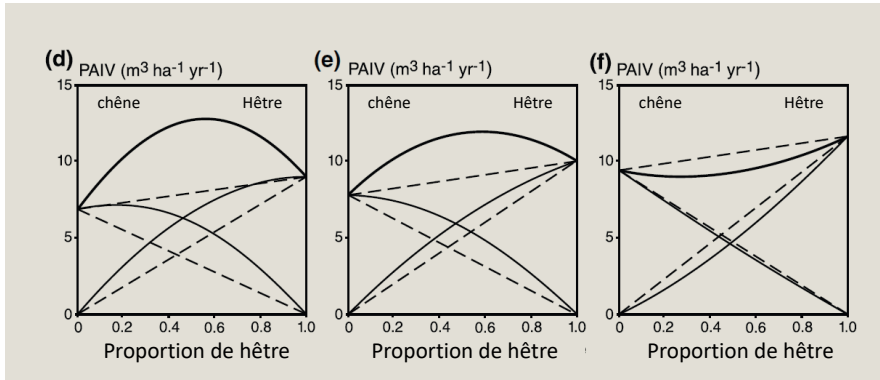 (d) PAIV (m³ ha⁻¹ yr⁻¹)
15
chêne Hêtre
10
5
0
0 0.2 0.4 0.6 0.8 1.0
Proportion de hêtre
(e) PAIV (m³ ha⁻¹ yr⁻¹)
15
chêne Hêtre
10
5
0
0 0.2 0.4 0.6 0.8 1.0
Proportion de hêtre
(f) PAIV (m³ ha⁻¹ yr⁻¹)
15
chêne Hêtre
10
5
0
0 0.2 0.4 0.6 0.8 1.0
Proportion de hêtre